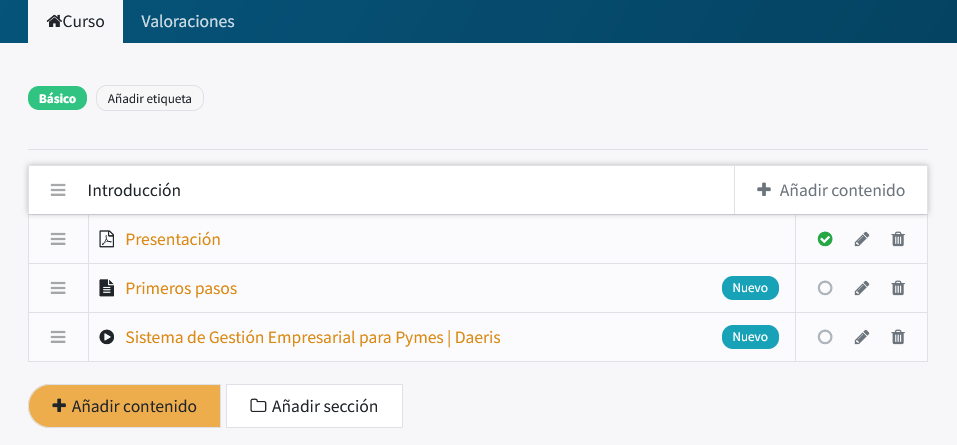 Curso
Valoraciones
Básico
Añadir etiqueta
Introducción
Añadir contenido
Presentación
Primeros pasos
Nuevo
Sistema de Gestión Empresarial para Pymes | Daeris
Nuevo
Añadir contenido
Añadir sección